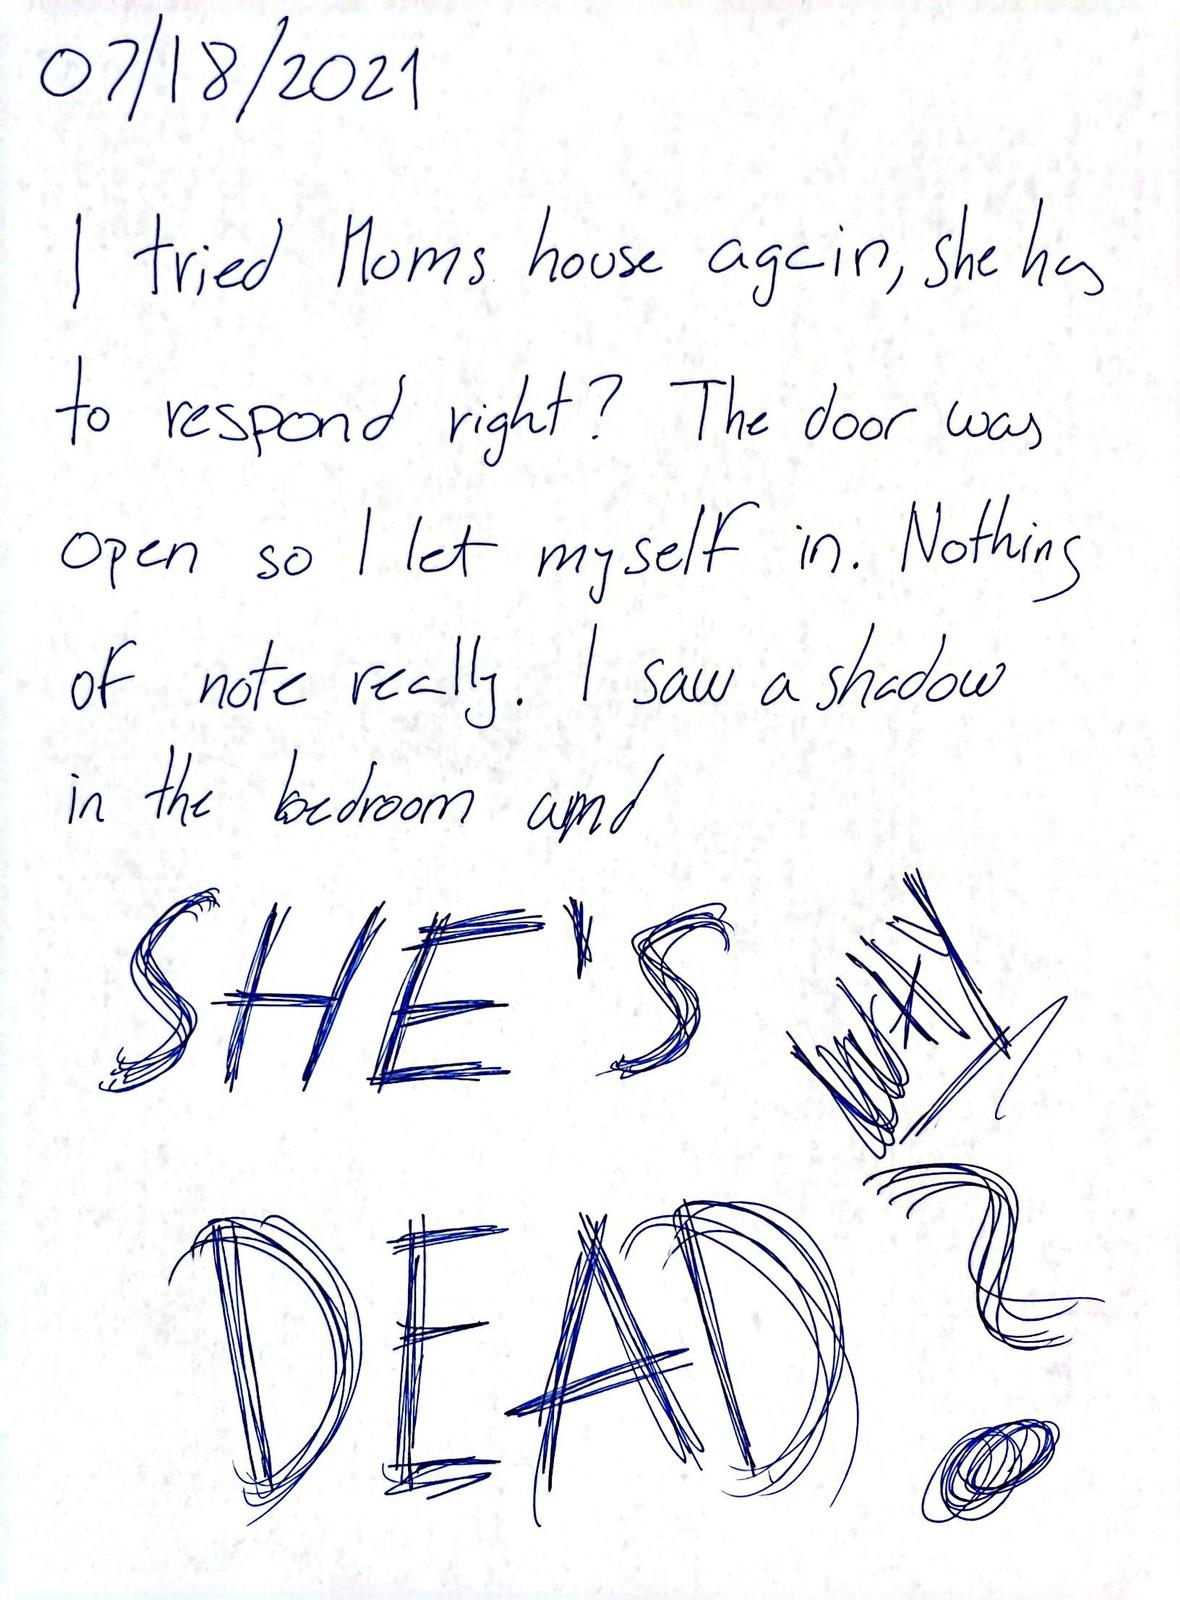 07/18/2021
I tried Moms house again, she has
to respond right? The door was
open so I let myself in. Nothing
of note really. I saw a shadow
in the bedroom and
SHE'S
WHY
DEAD
?